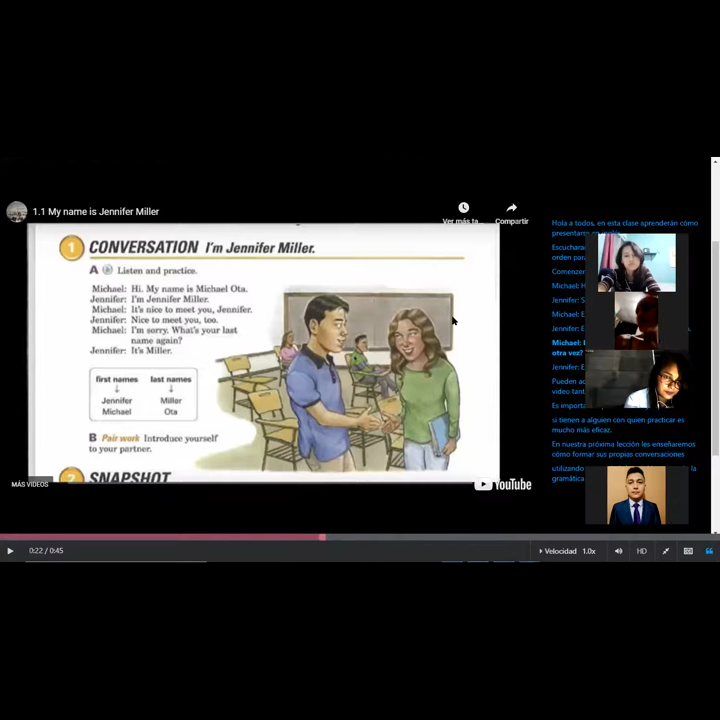 1.1 My name is Jennifer Miller
Ver más ta...
Compartir
1 CONVERSATION I'm Jennifer Miller.
A Listen and practice.
Michael: Hi. My name is Michael Ota.
Jennifer: I'm Jennifer Miller.
Michael: It's nice to meet you, Jennifer.
Jennifer: Nice to meet you, too.
Michael: I'm sorry. What's your last
name again?
Jennifer: It's Miller.
first names last names
Jennifer Miller
Michael Ota
B Pair work Introduce yourself
to your partner.
2 SNAPSHOT
MÁS VÍDEOS
YouTube
0:22 / 0:45
Velocidad 1.0x
HD
Hola a todos, en esta clase aprenderán cómo
presentarse
Escuchara
orden para
Comenzer
Michael: H
Jennifer: S
Michael: E
Jennifer: E
Michael:
otra vez?
Jennifer: E
Pueden ac
video tant
Es import
si tienen a alguien con quien practicar es
mucho más eficaz.
En nuestra próxima lección les enseñaremos
cómo formar sus propias conversaciones
utilizando la
gramática